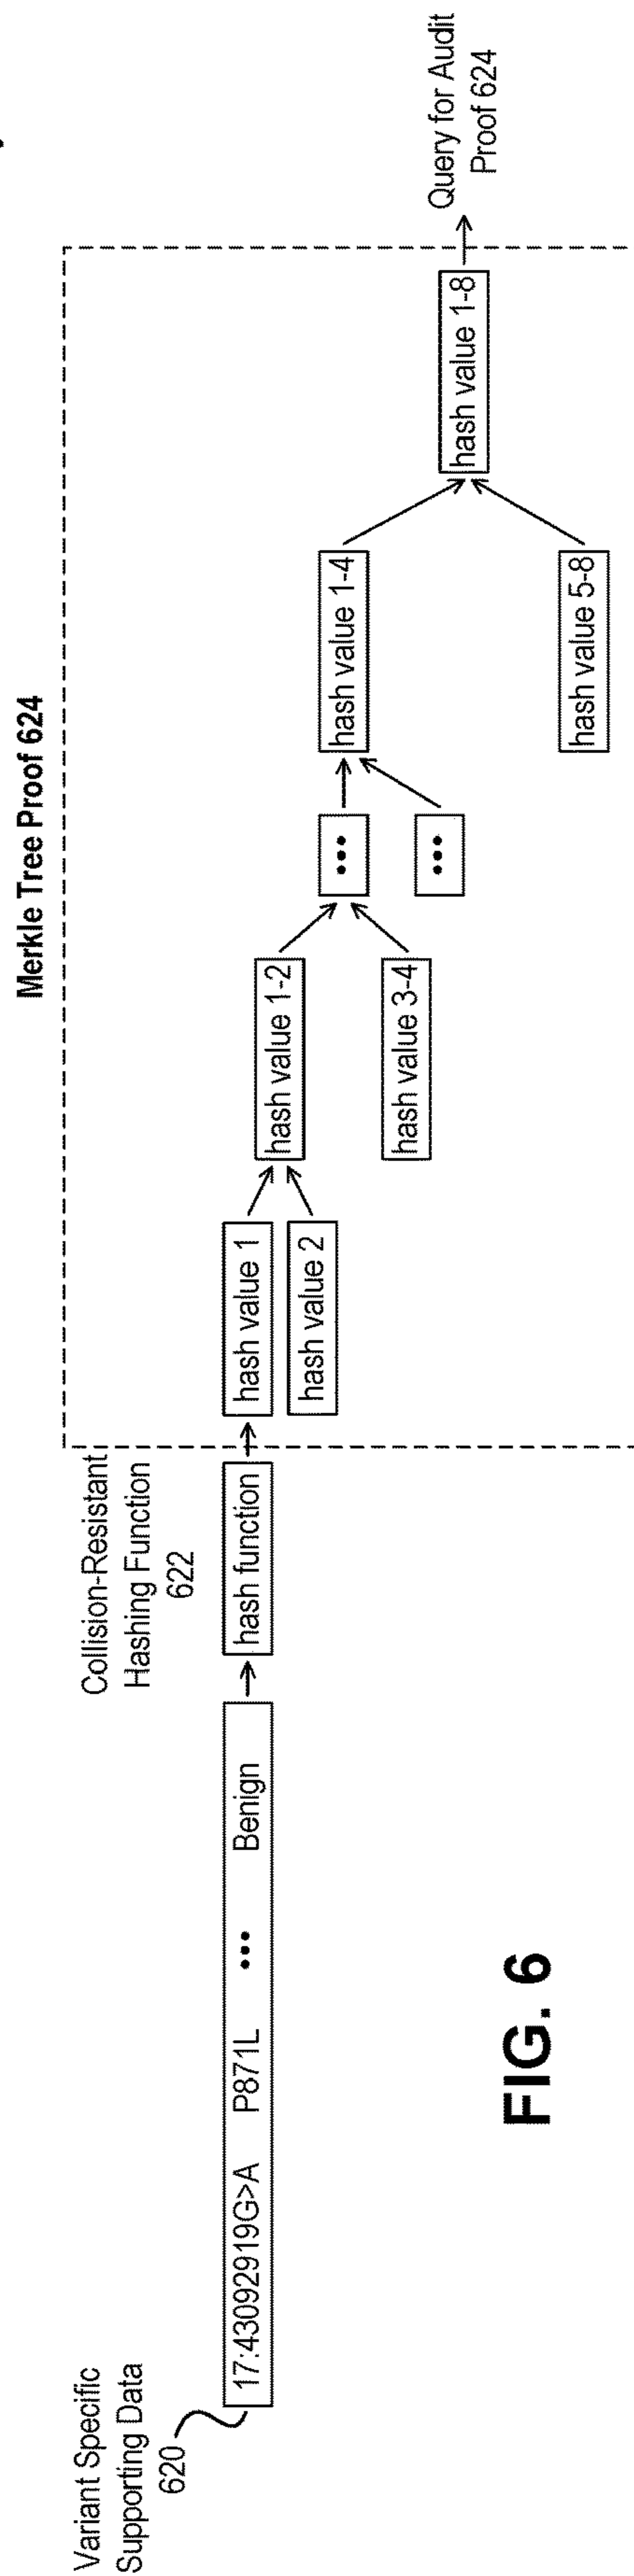 Merkle Tree Proof 624
Variant Specific
Supporting Data
620
17:43092919G>A P871L ••• Benign
Collision-Resistant
Hashing Function
622
hash function
hash value 1
hash value 2
hash value 1-2
hash value 3-4
•••
•••
hash value 1-4
hash value 5-8
hash value 1-8
Query for Audit
Proof 624
FIG. 6